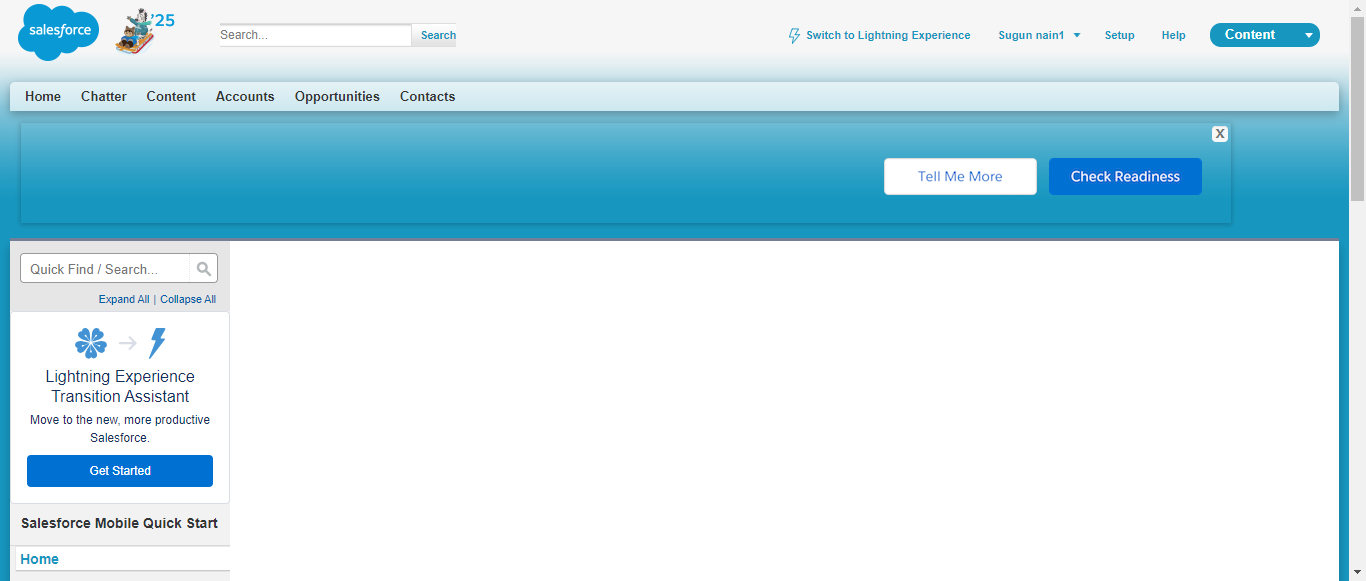 salesforce
'25
Search...
Search
Switch to Lightning Experience
Sugun nain1
Setup
Help
Content
Home Chatter Content Accounts Opportunities Contacts
X
Tell Me More
Check Readiness
Quick Find / Search...
Expand All | Collapse All
Lightning Experience
Transition Assistant
Move to the new, more productive
Salesforce.
Get Started
Salesforce Mobile Quick Start
Home